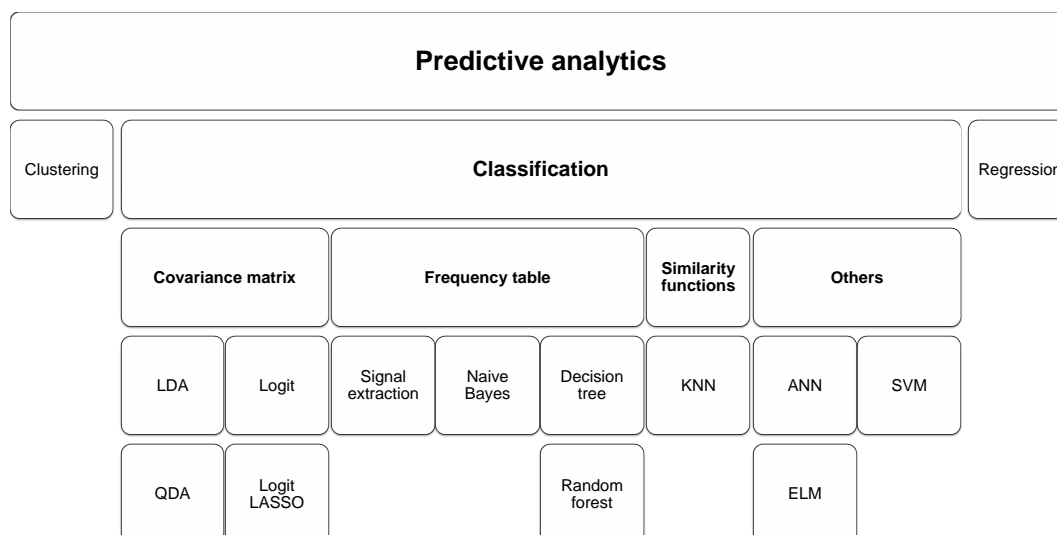 Predictive analytics
Clustering
Classification
Regression
Covariance matrix
Frequency table
Similarity
functions
Others
LDA
Logit
Signal
extraction
Naive
Bayes
Decision
tree
KNN
ANN
SVM
QDA
Logit
LASSO
Random
forest
ELM